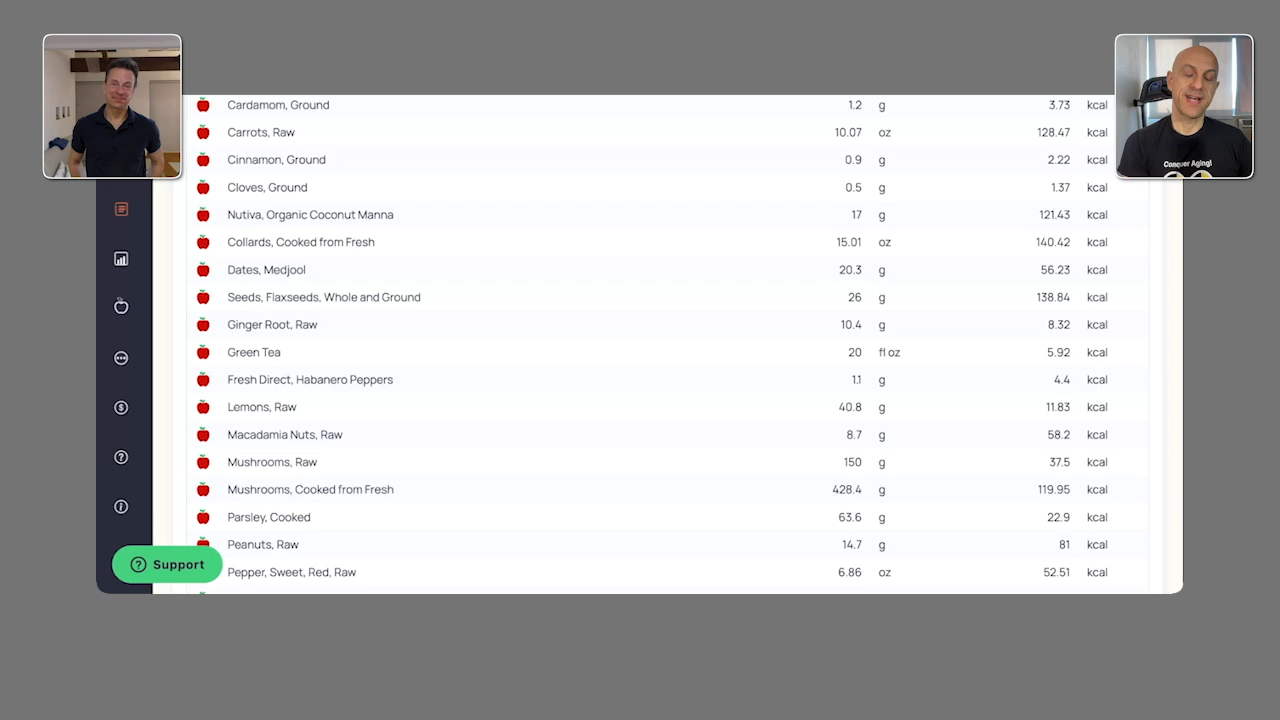 Cardamom, Ground 1.2 g 3.73 kcal
Carrots, Raw 10.07 oz 128.47 kcal
Cinnamon, Ground 0.9 g 2.22 kcal
Conquer Aging!
Cloves, Ground 0.5 g 1.37 kcal
Nutiva, Organic Coconut Manna 17 g 121.43 kcal
Collards, Cooked from Fresh 15.01 oz 140.42 kcal
Dates, Medjool 20.3 g 56.23 kcal
Seeds, Flaxseeds, Whole and Ground 26 g 138.84 kcal
Ginger Root, Raw 10.4 g 8.32 kcal
Green Tea 20 fl oz 5.92 kcal
Fresh Direct, Habanero Peppers 1.1 g 4.4 kcal
Lemons, Raw 40.8 g 11.83 kcal
Macadamia Nuts, Raw 8.7 g 58.2 kcal
Mushrooms, Raw 150 g 37.5 kcal
Mushrooms, Cooked from Fresh 428.4 g 119.95 kcal
Parsley, Cooked 63.6 g 22.9 kcal
Peanuts, Raw 14.7 g 81 kcal
Support
Pepper, Sweet, Red, Raw 6.86 oz 52.51 kcal